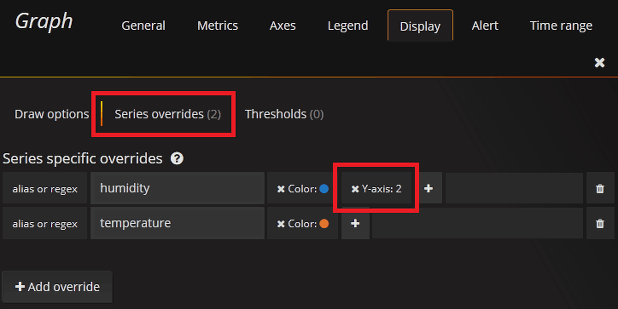 Graph General Metrics Axes Legend Display Alert Time range
Draw options Series overrides (2) Thresholds (0)
Series specific overrides
alias or regex humidity Color: Y-axis: 2
alias or regex temperature Color:
Add override